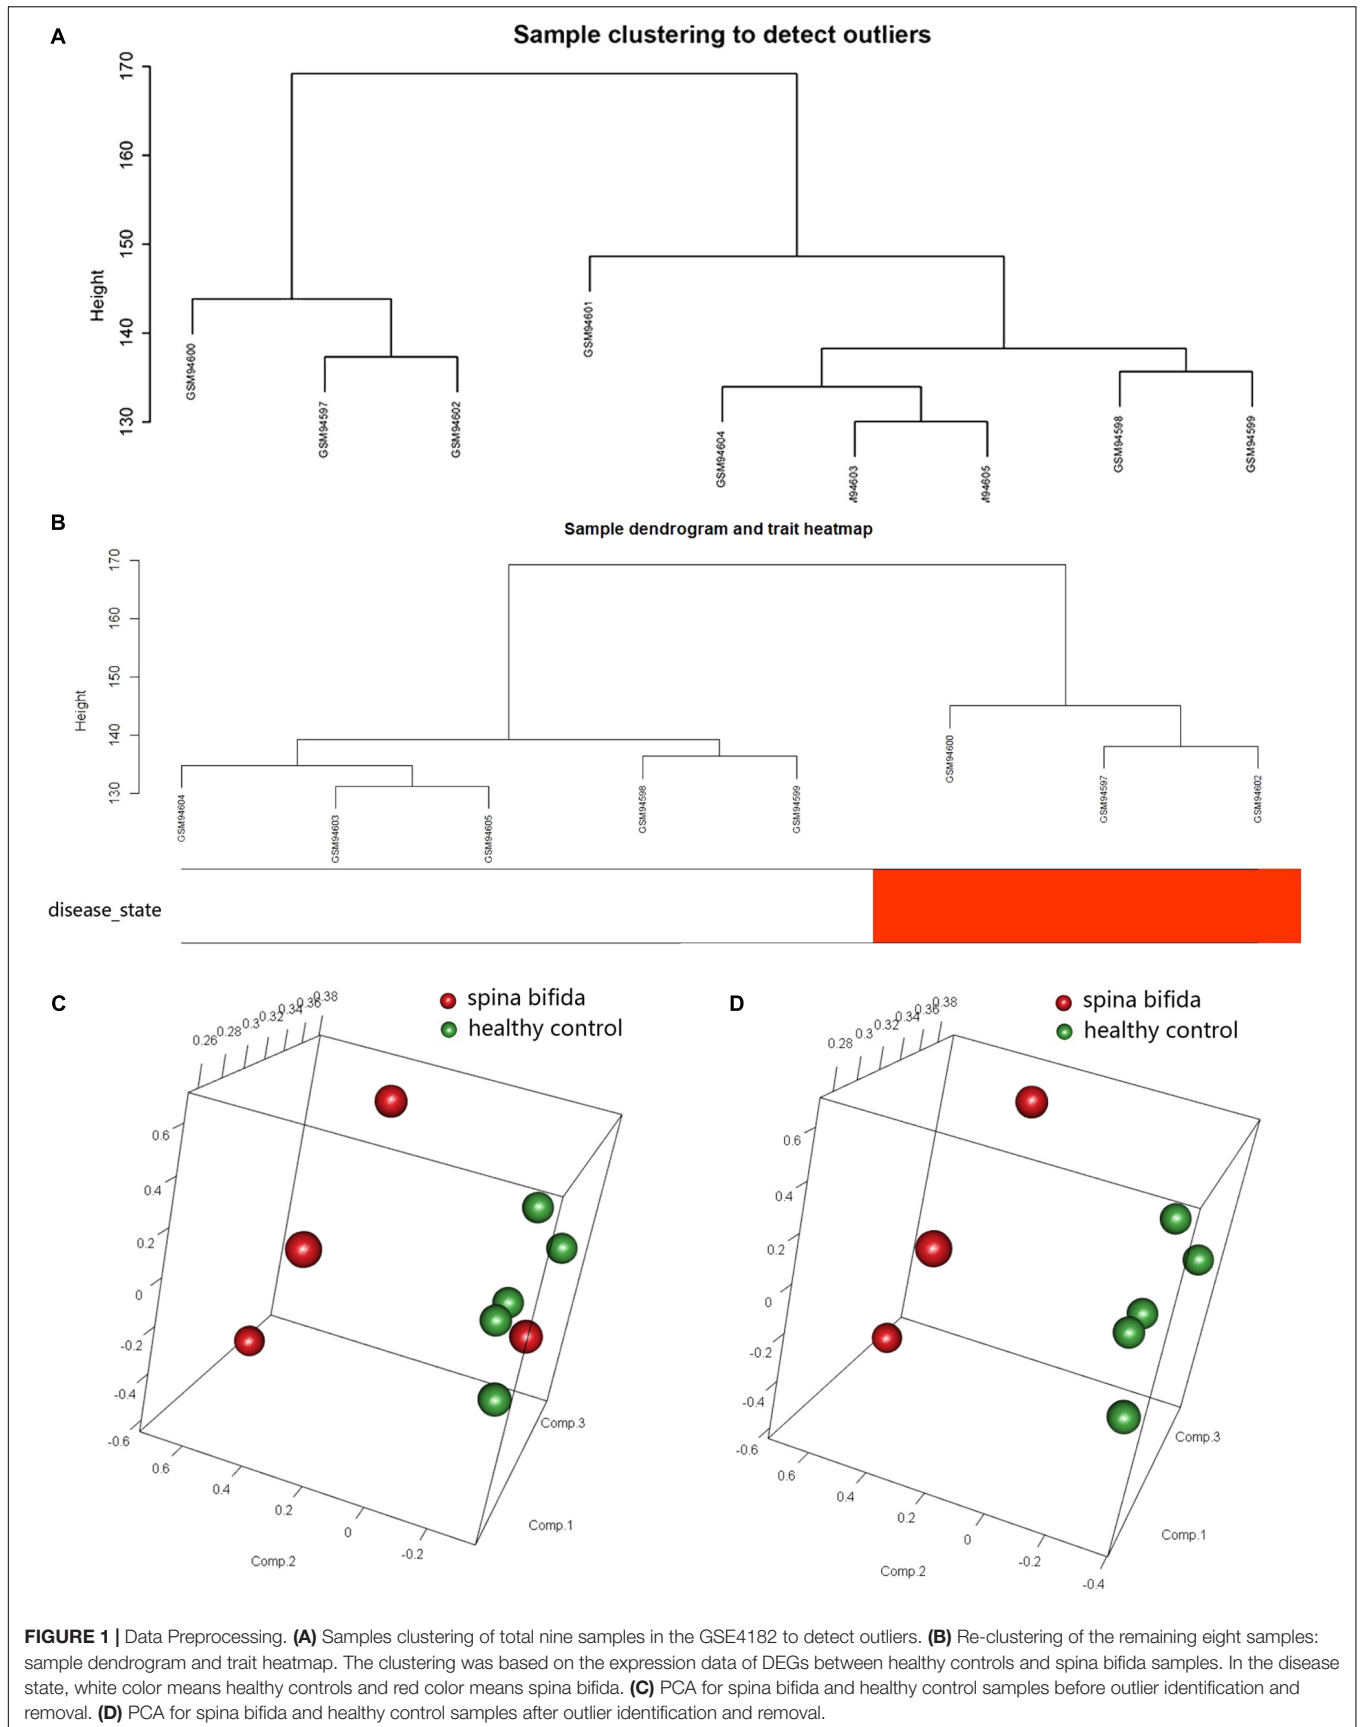 A
Sample clustering to detect outliers
Height
170
160
150
140
130
GSM94600
GSM94597
GSM94602
GSM94601
GSM94604
M94603
M94605
GSM94598
GSM94599
B
Sample dendrogram and trait heatmap
Height
170
160
150
140
130
GSM94604
GSM94603
GSM94605
GSM94598
GSM94599
GSM94600
GSM94597
GSM94602
disease_state
C
spina bifida
healthy control
0.26 0.28 0.3 0.32 0.34 0.36 0.38
0.6
0.4
0.2
0
-0.2
-0.4
-0.6
0.6
0.4
0.2
0
-0.2
Comp.3
Comp.1
Comp.2
D
spina bifida
healthy control
0.28 0.3 0.32 0.34 0.36 0.38
0.6
0.4
0.2
0
-0.2
-0.4
-0.6
0.6
0.4
0.2
0
-0.2
-0.4
Comp.3
Comp.1
Comp.2
FIGURE 1 | Data Preprocessing. (A) Samples clustering of total nine samples in the GSE4182 to detect outliers. (B) Re-clustering of the remaining eight samples:
sample dendrogram and trait heatmap. The clustering was based on the expression data of DEGs between healthy controls and spina bifida samples. In the disease
state, white color means healthy controls and red color means spina bifida. (C) PCA for spina bifida and healthy control samples before outlier identification and
removal. (D) PCA for spina bifida and healthy control samples after outlier identification and removal.